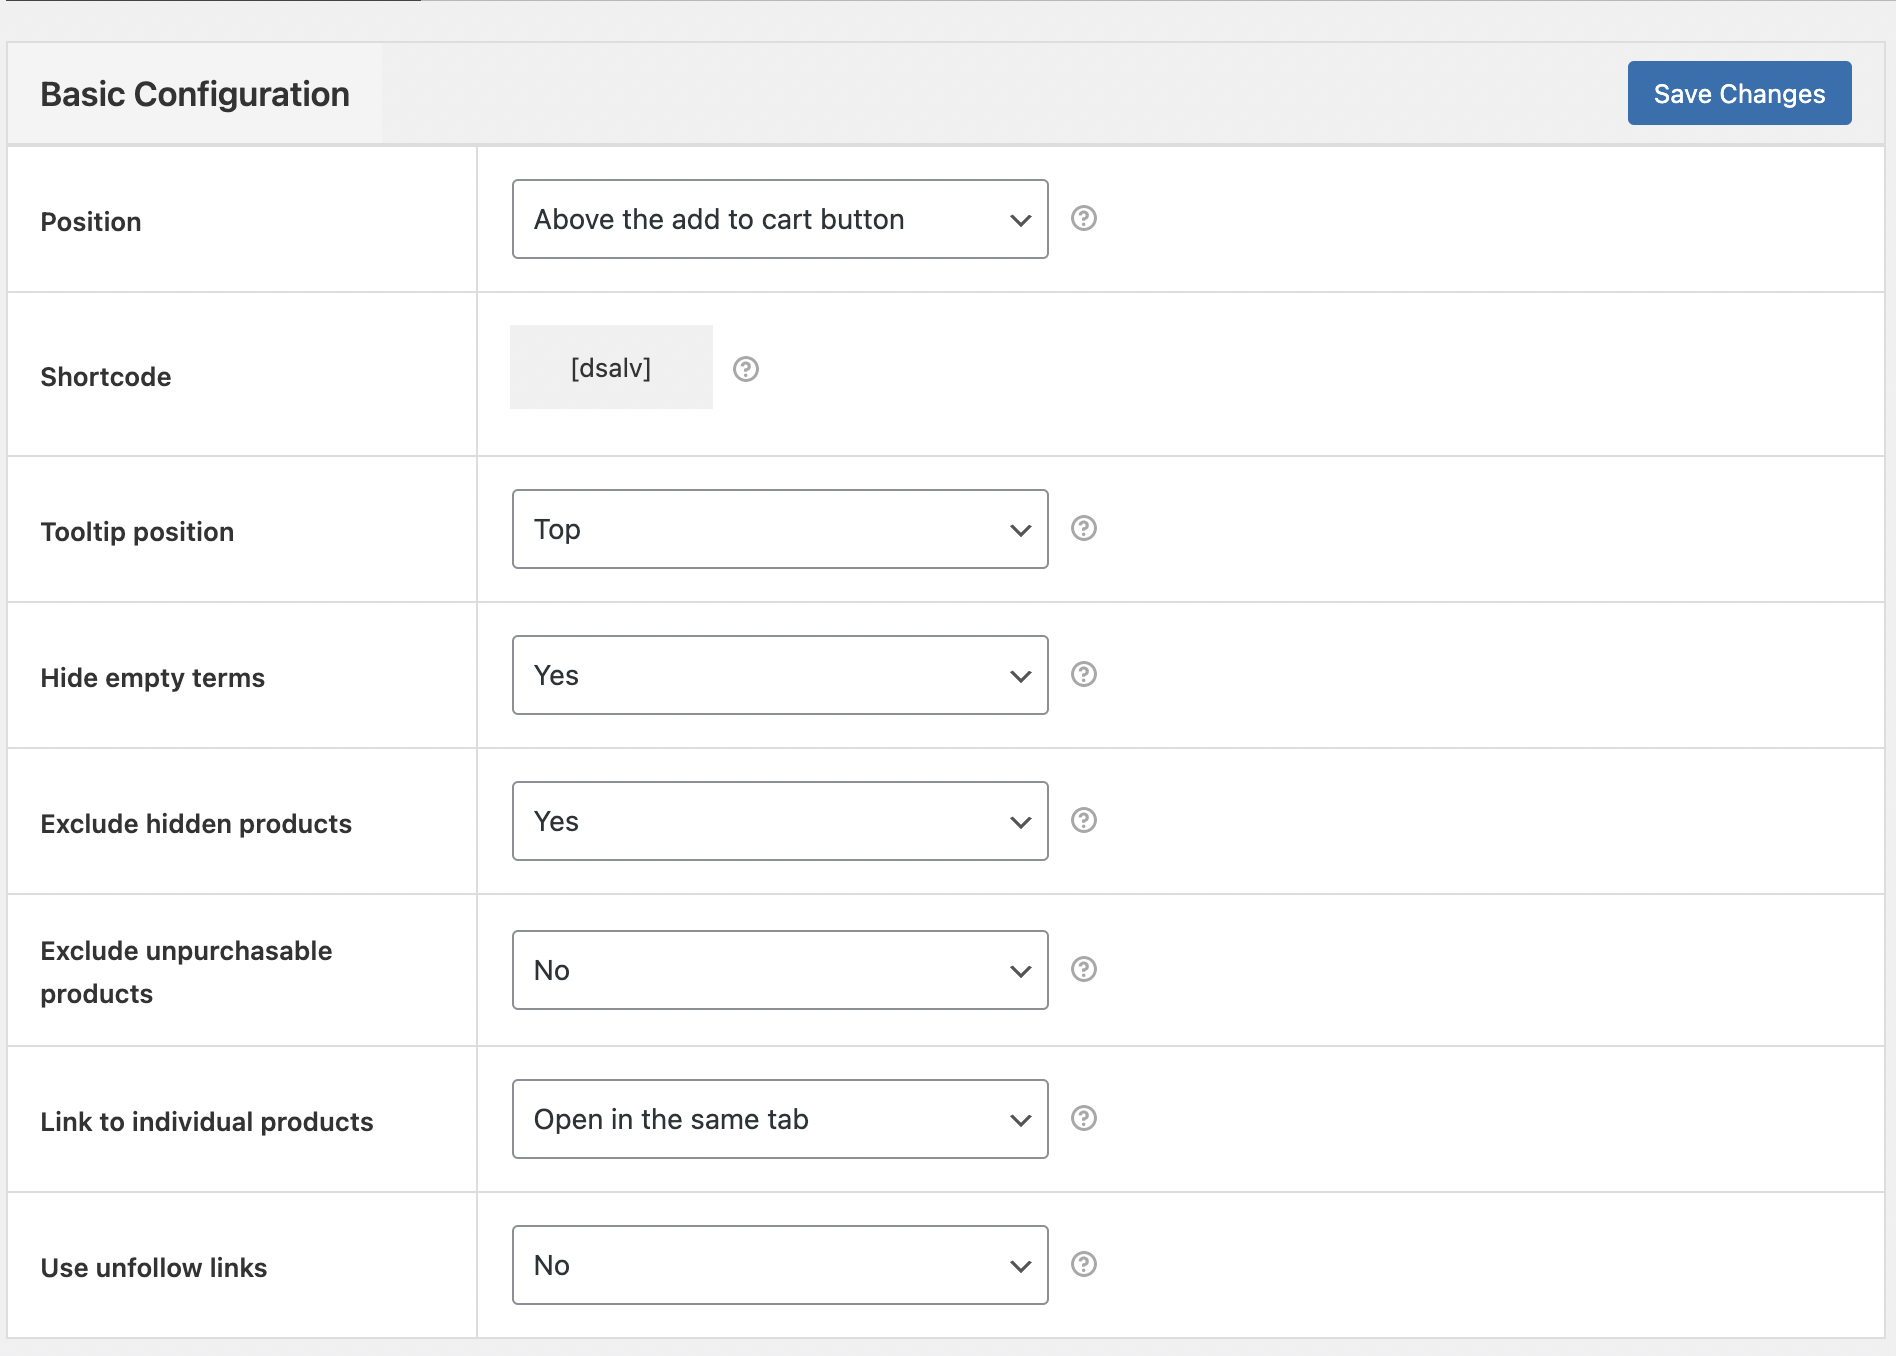 Basic Configuration
Save Changes
Position
Above the add to cart button
Shortcode
[dsalv]
Tooltip position
Top
Hide empty terms
Yes
Exclude hidden products
Yes
Exclude unpurchasable
products
No
Link to individual products
Open in the same tab
Use unfollow links
No